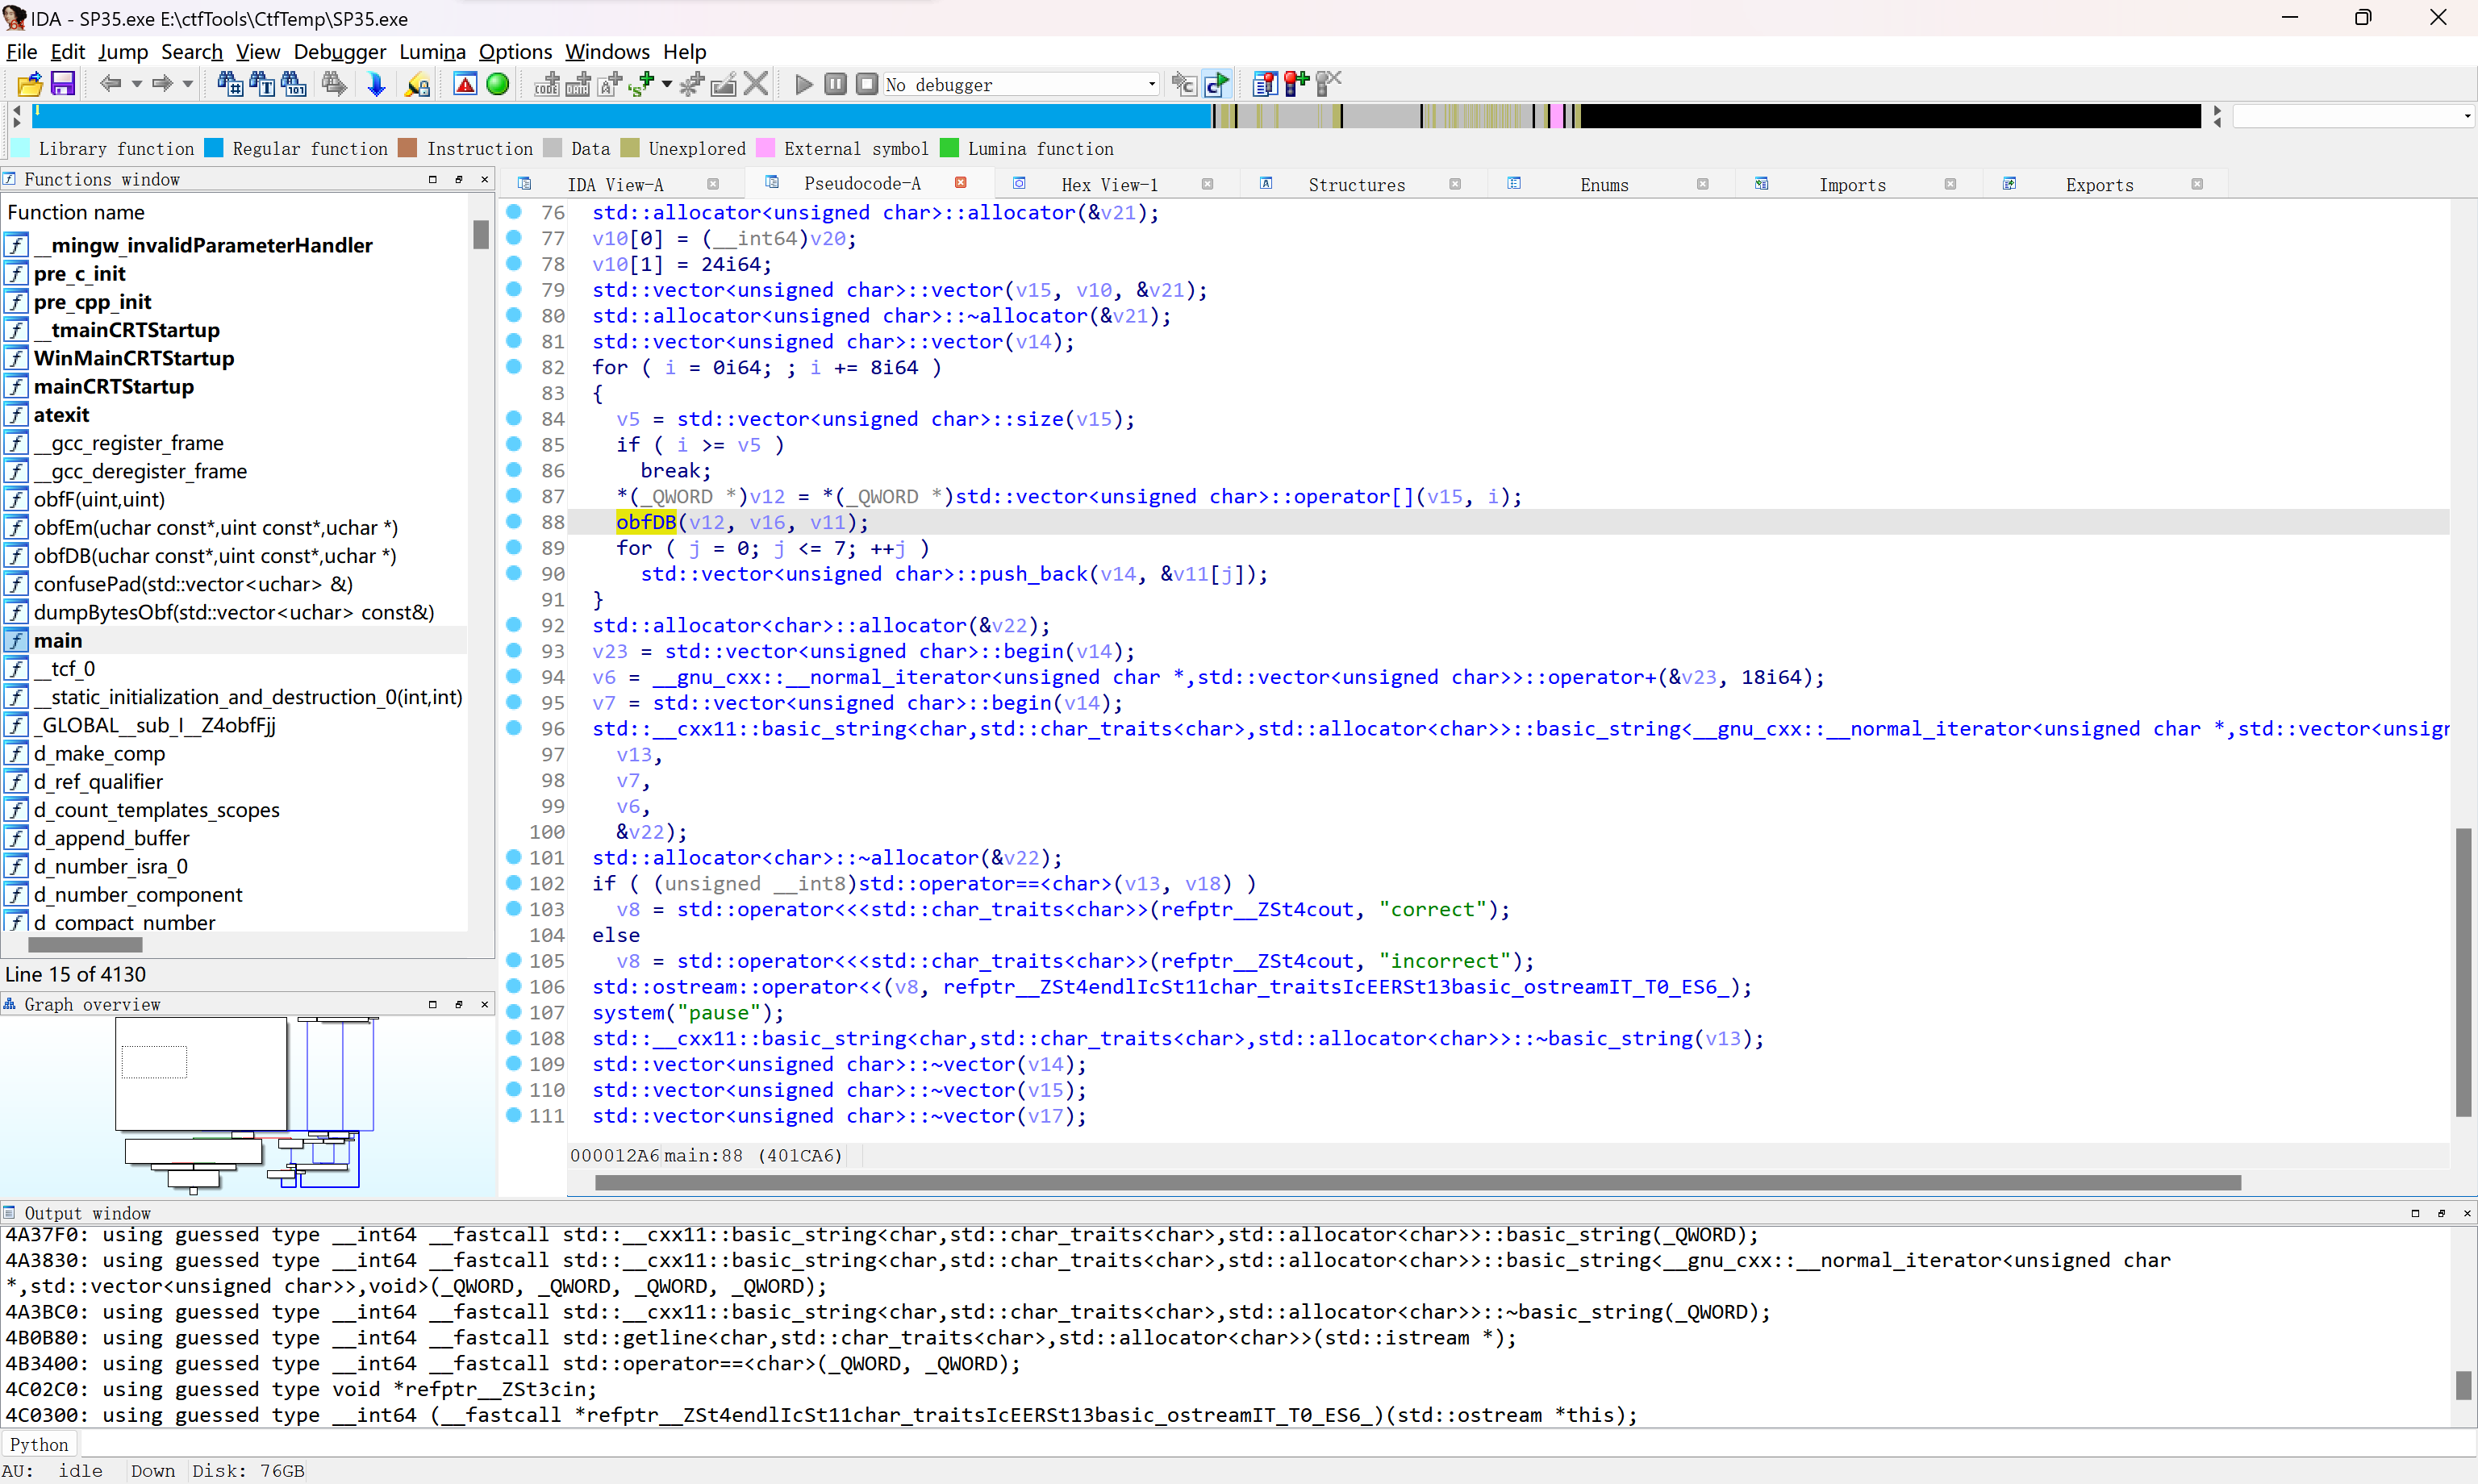 IDA - SP35.exe E:\ctfTools\CtfTemp\SP35.exe
File Edit Jump Search View Debugger Lumina Options Windows Help
No debugger
Library function Regular function Instruction Data Unexplored External symbol Lumina function
Functions window
Function name
__mingw_invalidParameterHandler
pre_c_init
pre_cpp_init
__tmainCRTStartup
WinMainCRTStartup
mainCRTStartup
atexit
__gcc_register_frame
__gcc_deregister_frame
obfF(uint,uint)
obfEm(uchar const*,uint const*,uchar *)
obfDB(uchar const*,uint const*,uchar *)
confusePad(std::vector<uchar> &)
dumpBytesObf(std::vector<uchar> const&)
main
__tcf_0
__static_initialization_and_destruction_0(int,int)
_GLOBAL__sub_I__Z4obfFjj
d_make_comp
d_ref_qualifier
d_count_templates_scopes
d_append_buffer
d_number_isra_0
d_number_component
d_compact_number
Line 15 of 4130
Graph overview
IDA View-A Pseudocode-A Hex View-1 Structures Enums Imports Exports
76 std::allocator<unsigned char>::allocator(&v21);
77 v10[0] = (__int64)v20;
78 v10[1] = 24i64;
79 std::vector<unsigned char>::vector(v15, v10, &v21);
80 std::allocator<unsigned char>::~allocator(&v21);
81 std::vector<unsigned char>::vector(v14);
82 for ( i = 0i64; ; i += 8i64 )
83 {
84 v5 = std::vector<unsigned char>::size(v15);
85 if ( i >= v5 )
86 break;
87 *(_QWORD *)v12 = *(_QWORD *)std::vector<unsigned char>::operator[](v15, i);
88 obfDB(v12, v16, v11);
89 for ( j = 0; j <= 7; ++j )
90 std::vector<unsigned char>::push_back(v14, &v11[j]);
91 }
92 std::allocator<char>::allocator(&v22);
93 v23 = std::vector<unsigned char>::begin(v14);
94 v6 = __gnu_cxx::__normal_iterator<unsigned char *,std::vector<unsigned char>>::operator+(&v23, 18i64);
95 v7 = std::vector<unsigned char>::begin(v14);
96 std::__cxx11::basic_string<char,std::char_traits<char>,std::allocator<char>>::basic_string<__gnu_cxx::__normal_iterator<unsigned char *,std::vector<unsigr
97 v13,
98 v7,
99 v6,
100 &v22);
101 std::allocator<char>::~allocator(&v22);
102 if ( (unsigned __int8)std::operator==<char>(v13, v18) )
103 v8 = std::operator<<<std::char_traits<char>>(refptr__ZSt4cout, "correct");
104 else
105 v8 = std::operator<<<std::char_traits<char>>(refptr__ZSt4cout, "incorrect");
106 std::ostream::operator<<(v8, refptr__ZSt4endlIcSt11char_traitsIcEERSt13basic_ostreamIT_T0_ES6_);
107 system("pause");
108 std::__cxx11::basic_string<char,std::char_traits<char>,std::allocator<char>>::~basic_string(v13);
109 std::vector<unsigned char>::~vector(v14);
110 std::vector<unsigned char>::~vector(v15);
111 std::vector<unsigned char>::~vector(v17);
000012A6 main:88 (401CA6)
Output window
4A37F0: using guessed type __int64 __fastcall std::__cxx11::basic_string<char,std::char_traits<char>,std::allocator<char>>::basic_string(_QWORD);
4A3830: using guessed type __int64 __fastcall std::__cxx11::basic_string<char,std::char_traits<char>,std::allocator<char>>::basic_string<__gnu_cxx::__normal_iterator<unsigned char
*,std::vector<unsigned char>>,void>(_QWORD, _QWORD, _QWORD, _QWORD);
4A3BC0: using guessed type __int64 __fastcall std::__cxx11::basic_string<char,std::char_traits<char>,std::allocator<char>>::~basic_string(_QWORD);
4B0B80: using guessed type __int64 __fastcall std::getline<char,std::char_traits<char>,std::allocator<char>>(std::istream *);
4B3400: using guessed type __int64 __fastcall std::operator==<char>(_QWORD, _QWORD);
4C02C0: using guessed type void *refptr__ZSt3cin;
4C0300: using guessed type __int64 (__fastcall *refptr__ZSt4endlIcSt11char_traitsIcEERSt13basic_ostreamIT_T0_ES6_)(std::ostream *this);
Python
AU: idle Down Disk: 76GB